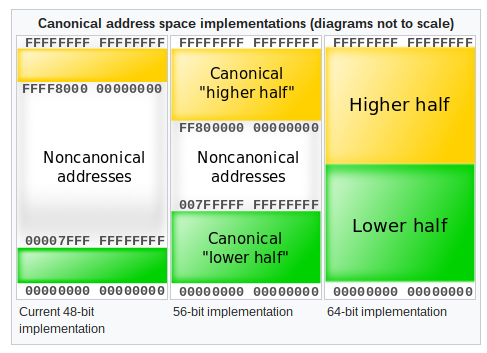 Canonical address space implementations (diagrams not to scale)
FFFFFFFF FFFFFFFF
FFFF8000 00000000
Noncanonical
addresses
00007FFF FFFFFFFF
00000000 00000000
Current 48-bit
implementation
FFFFFFFF FFFFFFFF
Canonical
"higher half"
FF800000 00000000
Noncanonical
addresses
007FFFFF FFFFFFFF
Canonical
"lower half"
00000000 00000000
56-bit implementation
FFFFFFFF FFFFFFFF
Higher half
Lower half
00000000 00000000
64-bit implementation